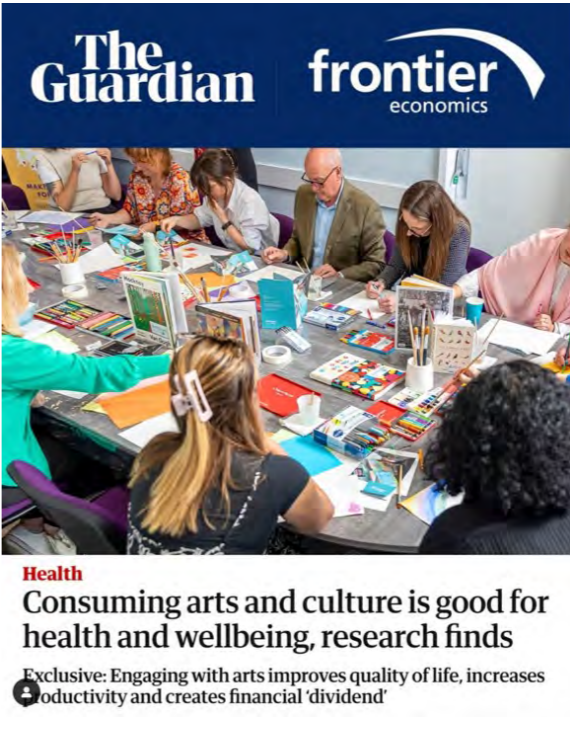 The
Guardian
frontier
economics
Health
Consuming arts and culture is good for
health and wellbeing, research finds
Exclusive: Engaging with arts improves quality of life, increases
productivity and creates financial ‘dividend’